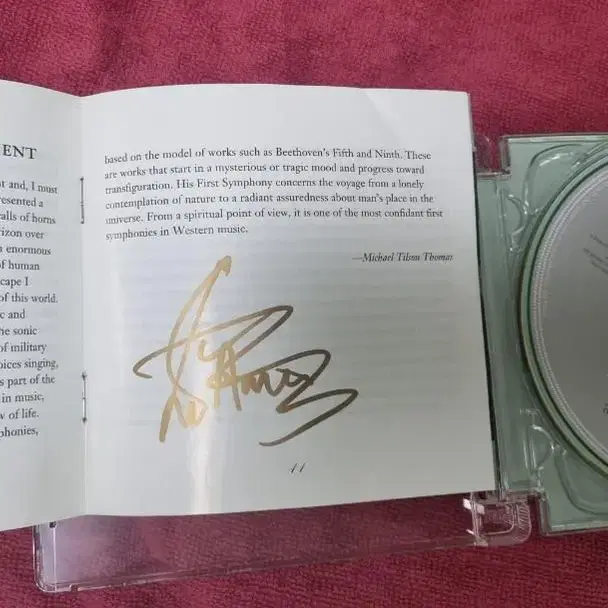 ENT
t and, I must
resented a
alls of horns
rizon over
enormous
of human
cape I
of this world.
c and
he sonic
of military
oices singing,
s part of the
in music,
w of life.
phonies,
based on the model of works such as Beethoven's Fifth and Ninth. These
are works that start in a mysterious or tragic mood and progress toward
transfiguration. His First Symphony concerns the voyage from a lonely
contemplation of nature to a radiant assuredness about man's place in the
universe. From a spiritual point of view, it is one of the most confident first
symphonies in Western music.
—Michael Tilson Thomas
11